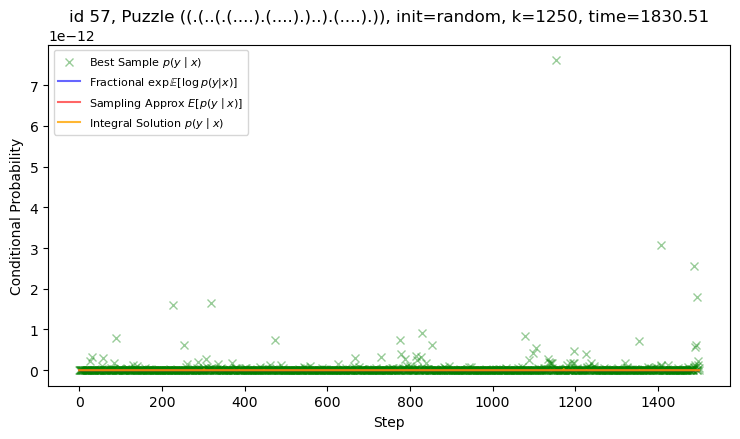 id 57, Puzzle ((.(..(.(....).(....).)..).(....).)), init=random, k=1250, time=1830.51
1e−12
Best Sample p(y | x)
Fractional exp𝔼[log p(y|x)]
Sampling Approx E[p(y | x)]
Integral Solution p(y | x)
Conditional Probability
7
6
5
4
3
2
1
0
0 200 400 600 800 1000 1200 1400
Step